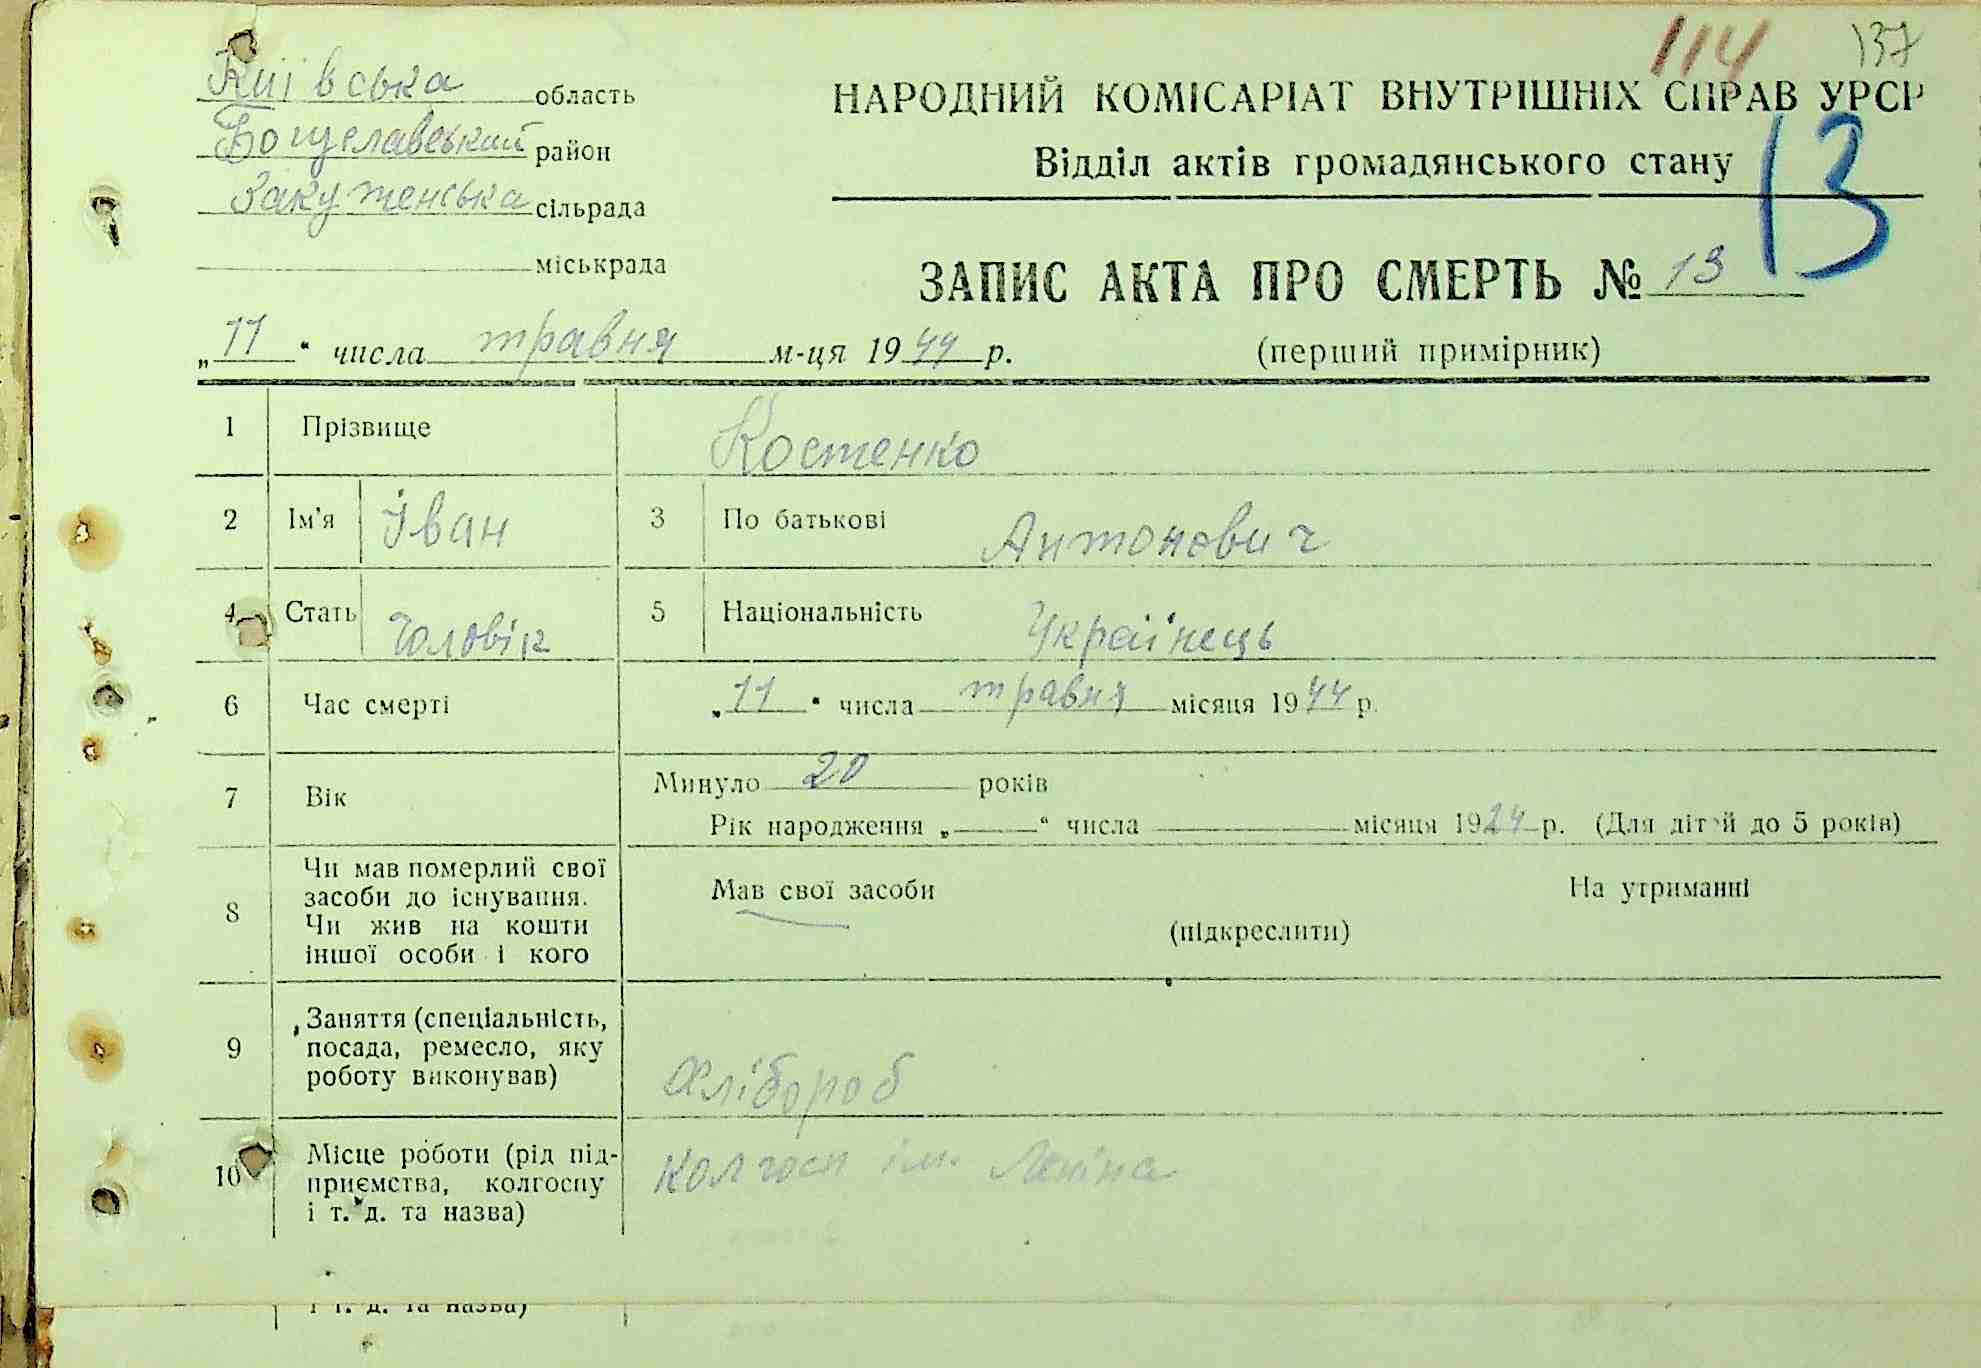 114 137
Київська область
Богуславський район
Закутенська сільрада
міськрада
НАРОДНИЙ КОМІСАРІАТ ВНУТРІШНІХ СПРАВ УРСР
Відділ актів громадянського стану
13
ЗАПИС АКТА ПРО СМЕРТЬ № 13
(перший примірник)
„11“ числа травня м-ця 1944 р.
1 Прізвище Костенко
2 Ім'я Іван 3 По батькові Антонович
4 Стать Чоловік 5 Національність Українець
6 Час смерті „11“ числа травня місяця 1944 р.
7 Вік Минуло 20 років
Рік народження „—“ числа — місяця 1924 р. (Для дітей до 5 років)
8 Чи мав померлий свої
засоби до існування.
Чи жив на кошти
іншої особи і кого
Мав свої засоби На утриманні
(підкреслити)
9 Заняття (спеціальність,
посада, ремесло, яку
роботу виконував)
Хлібороб
10 Місце роботи (рід під-
приємства, колгоспу
і т. д. та назва)
Колгосп ім. Леніна
і т. д. та назва)